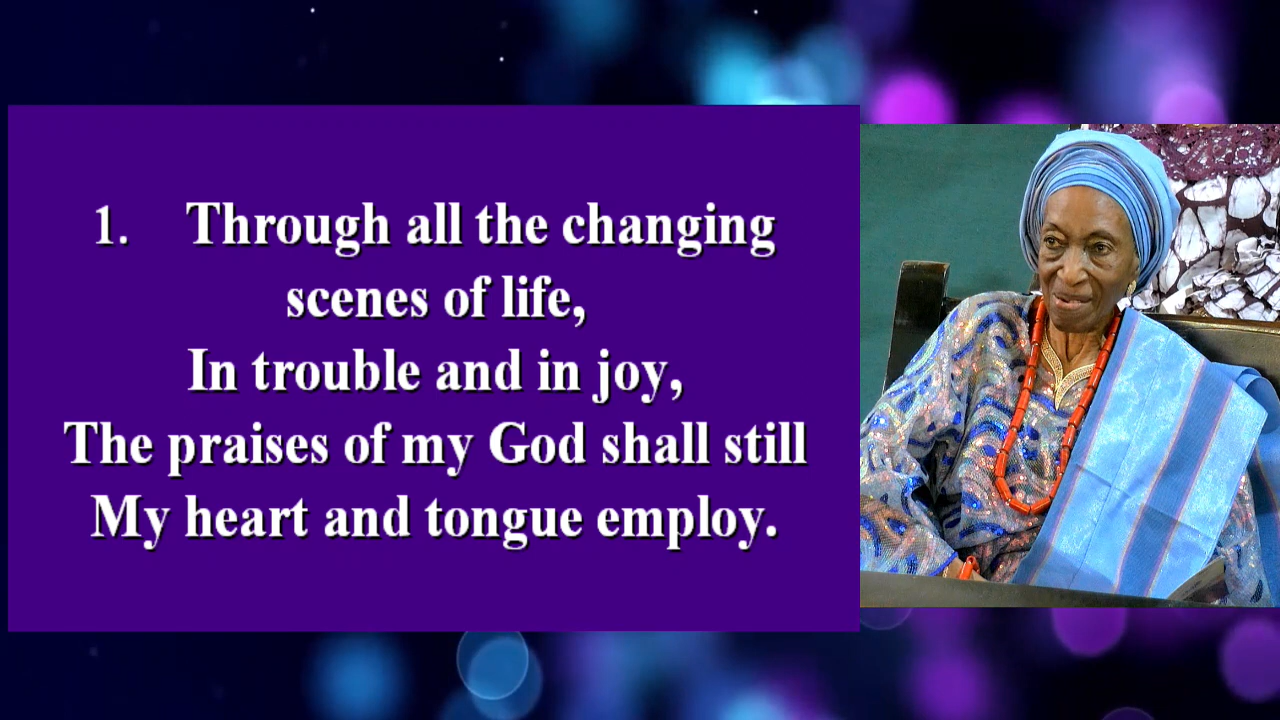 1. Through all the changing
scenes of life,
In trouble and in joy,
The praises of my God shall still
My heart and tongue employ.